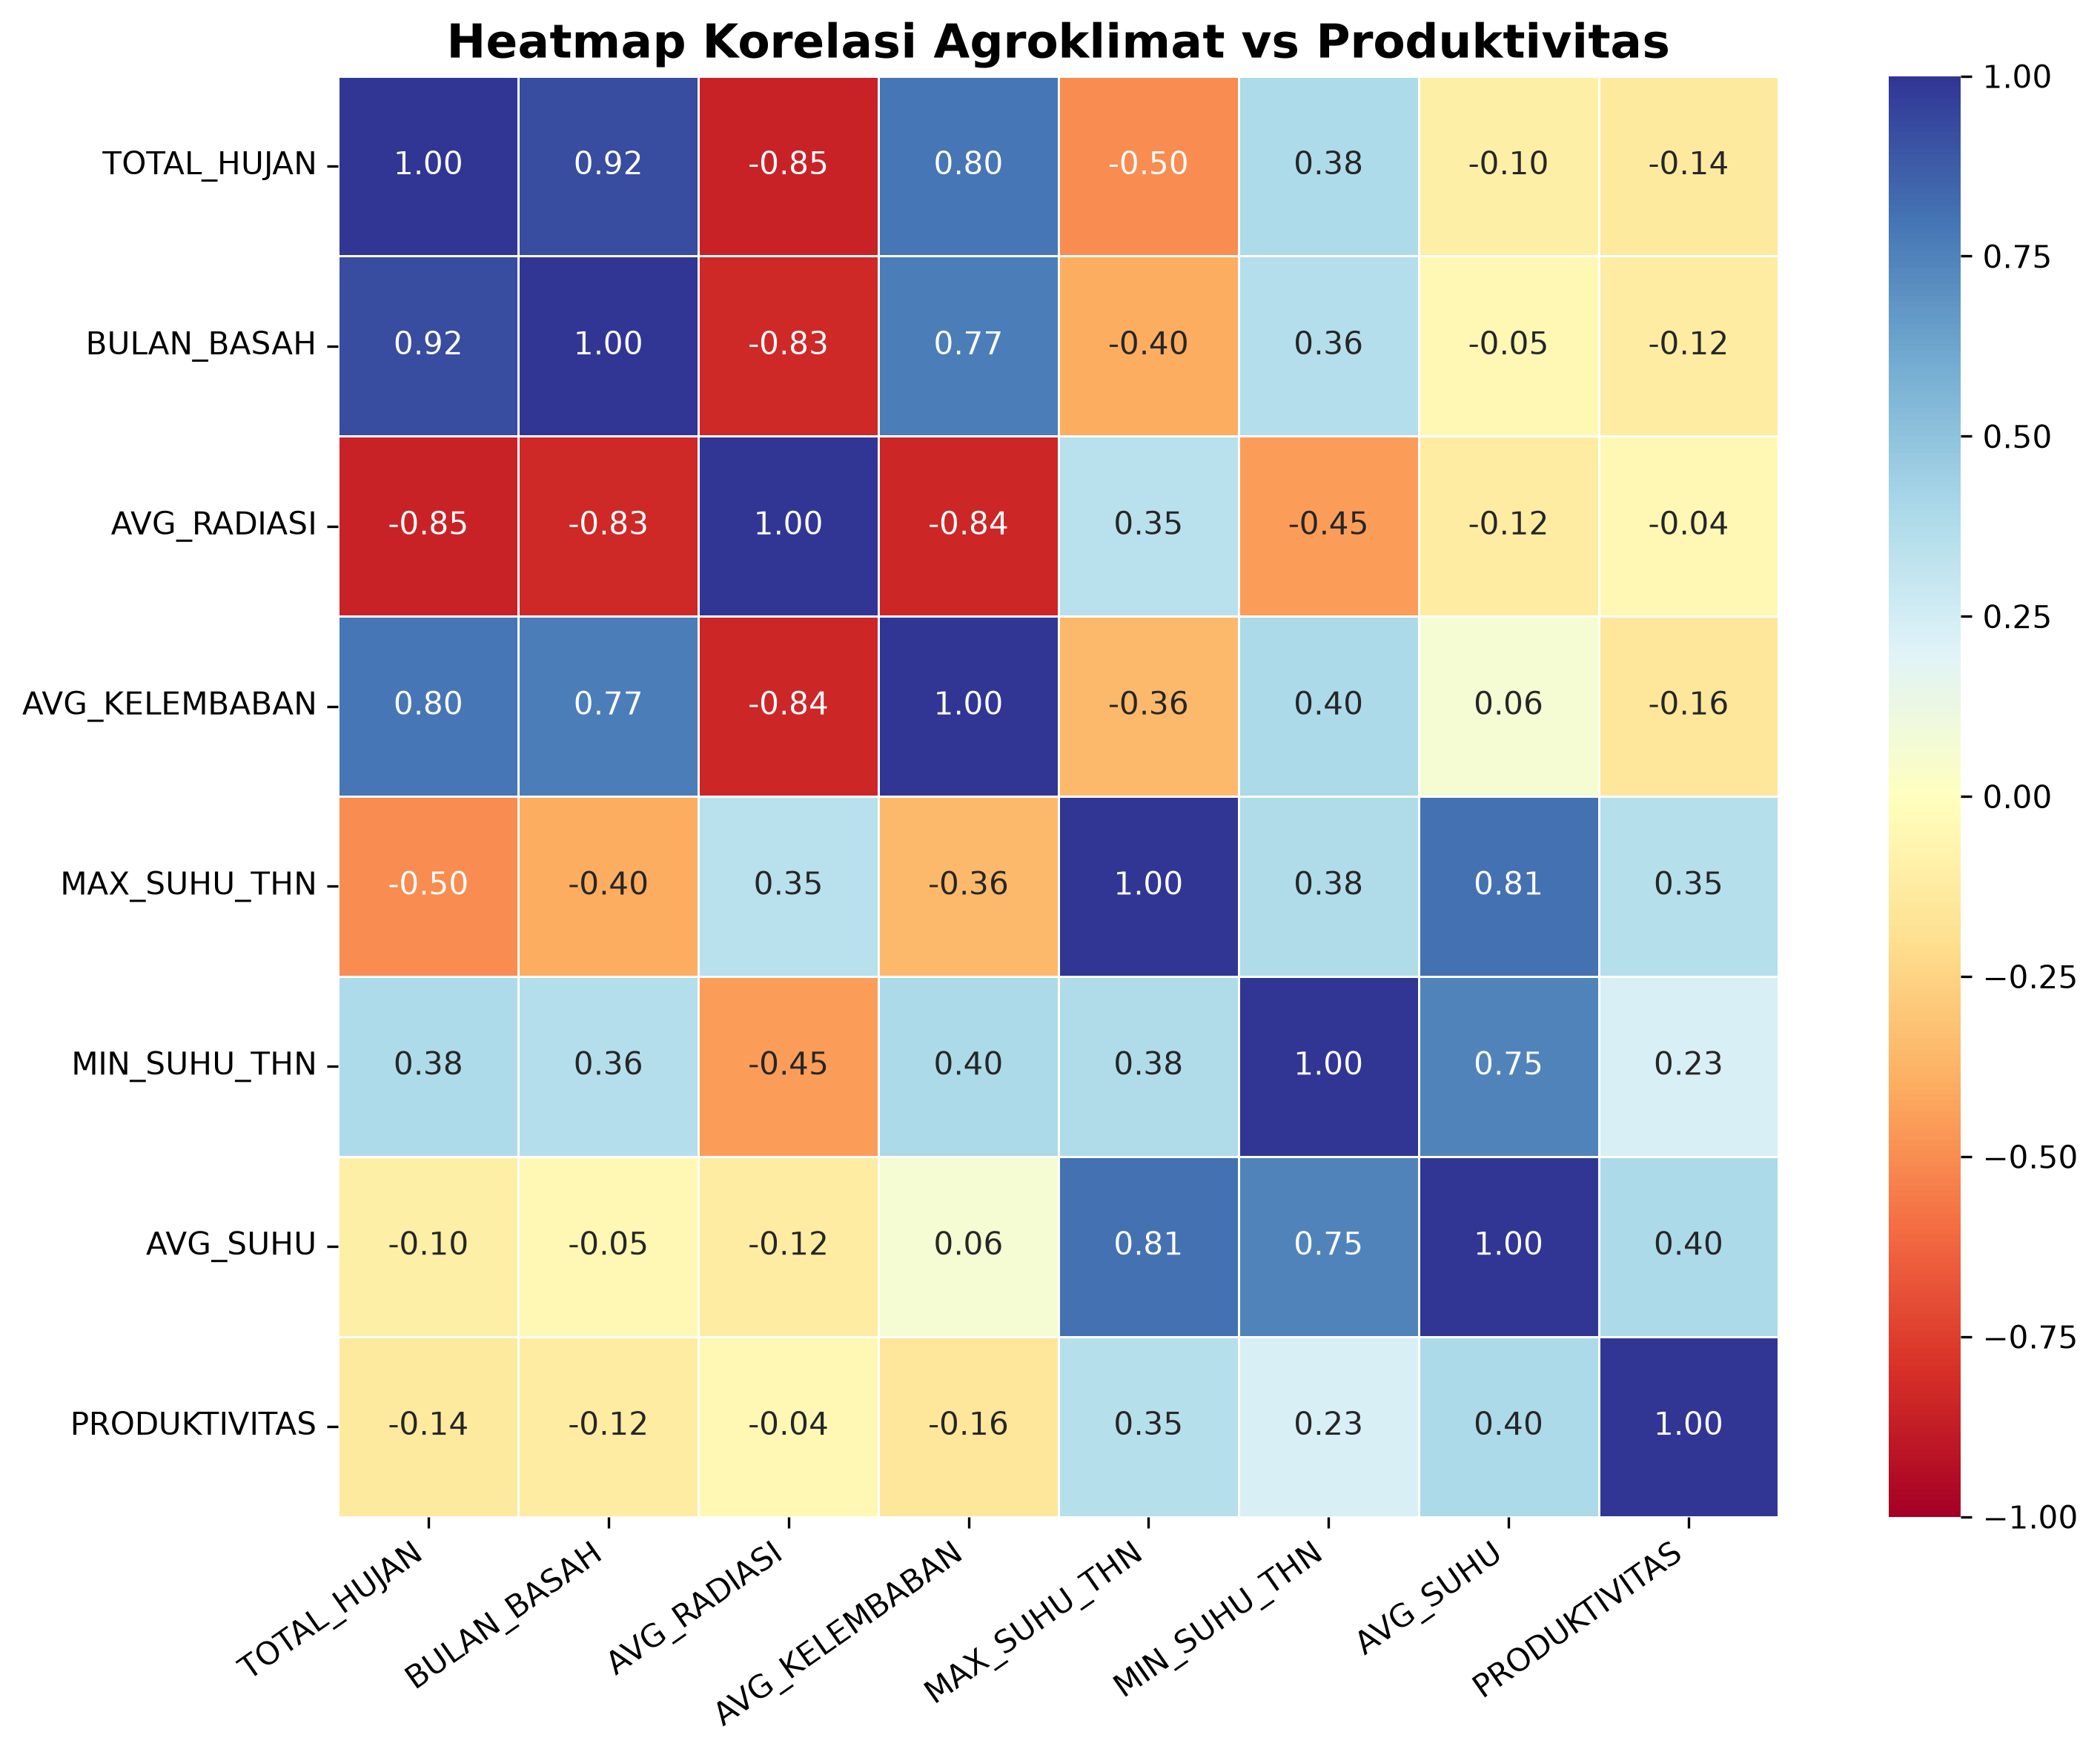 Heatmap Korelasi Agroklimat vs Produktivitas
TOTAL_HUJAN 1.00 0.92 -0.85 0.80 -0.50 0.38 -0.10 -0.14
BULAN_BASAH 0.92 1.00 -0.83 0.77 -0.40 0.36 -0.05 -0.12
AVG_RADIASI -0.85 -0.83 1.00 -0.84 0.35 -0.45 -0.12 -0.04
AVG_KELEMBABAN 0.80 0.77 -0.84 1.00 -0.36 0.40 0.06 -0.16
MAX_SUHU_THN -0.50 -0.40 0.35 -0.36 1.00 0.38 0.81 0.35
MIN_SUHU_THN 0.38 0.36 -0.45 0.40 0.38 1.00 0.75 0.23
AVG_SUHU -0.10 -0.05 -0.12 0.06 0.81 0.75 1.00 0.40
PRODUKTIVITAS -0.14 -0.12 -0.04 -0.16 0.35 0.23 0.40 1.00
TOTAL_HUJAN BULAN_BASAH AVG_RADIASI AVG_KELEMBABAN MAX_SUHU_THN MIN_SUHU_THN AVG_SUHU PRODUKTIVITAS
1.00
0.75
0.50
0.25
0.00
−0.25
−0.50
−0.75
−1.00